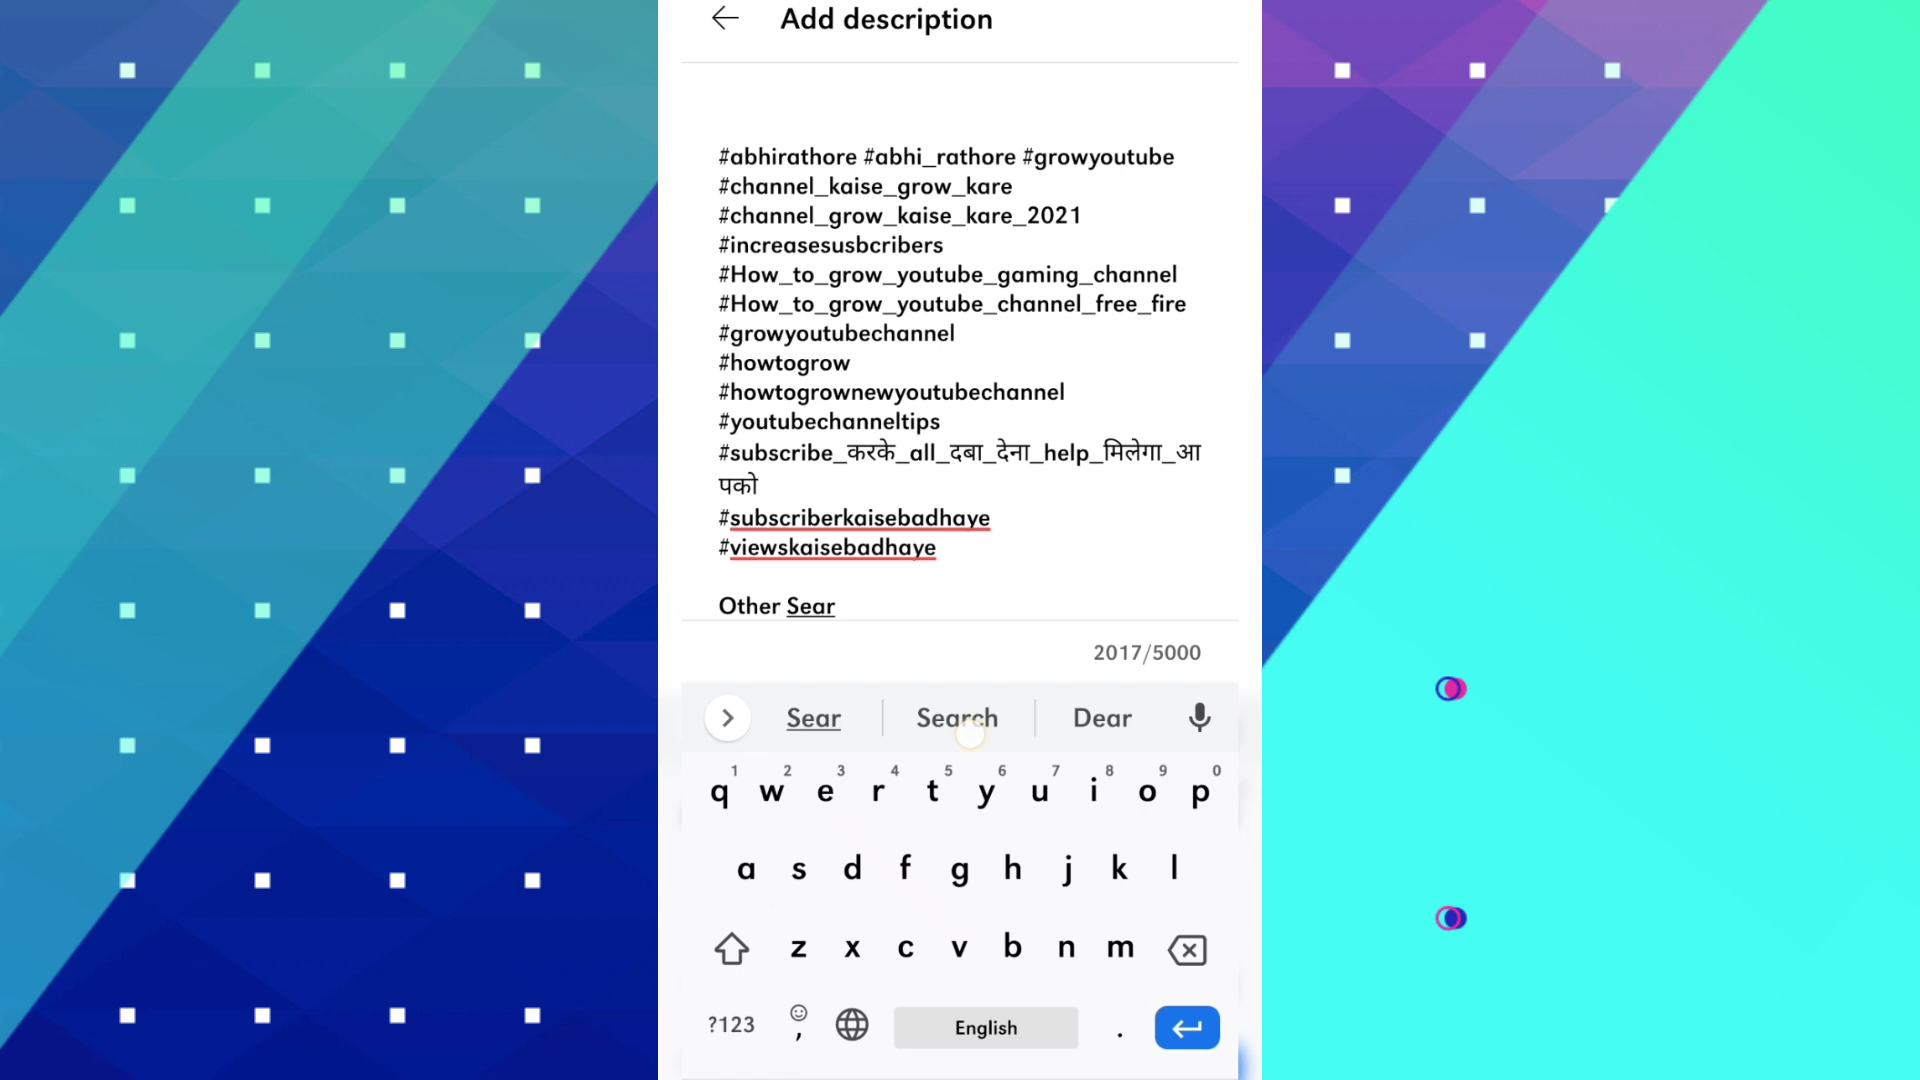 Add description
#abhirathore #abhi_rathore #growyoutube
#channel_kaise_grow_kare
#channel_grow_kaise_kare_2021
#increasesusbcribers
#How_to_grow_youtube_gaming_channel
#How_to_grow_youtube_channel_free_fire
#growyoutubechannel
#howtogrow
#howtogrownewyoutubechannel
#youtubechanneltips
#subscribe_करके_all_दबा_देना_help_मिलेगा_आ
पको
#subscriberkaisebadhaye
#viewskaisebadhaye
Other Sear
2017/5000
Sear Search Dear
1 2 3 4 5 6 7 8 9 0
q w e r t y u i o p
a s d f g h j k l
z x c v b n m
?123 , English .